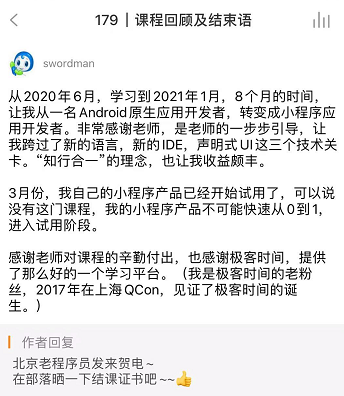 179｜课程回顾及结束语
swordman
从2020年6月，学习到2021年1月，8个月的时间，
让我从一名Android原生应用开发者，转变成小程序应
用开发者。非常感谢老师，是老师的一步步引导，让
我跨过了新的语言，新的IDE，声明式UI这三个技术关
卡。“知行合一”的理念，也让我收益颇丰。
3月份，我自己的小程序产品已经开始试用了，可以说
没有这门课程，我的小程序产品不可能快速从0到1，
进入试用阶段。
感谢老师对课程的辛勤付出，也感谢极客时间，提供
了那么好的一个学习平台。（我是极客时间的老粉
丝，2017年在上海QCon，见证了极客时间的诞
生。）
作者回复
北京老程序员发来贺电~
在部落晒一下结课证书吧~~👍